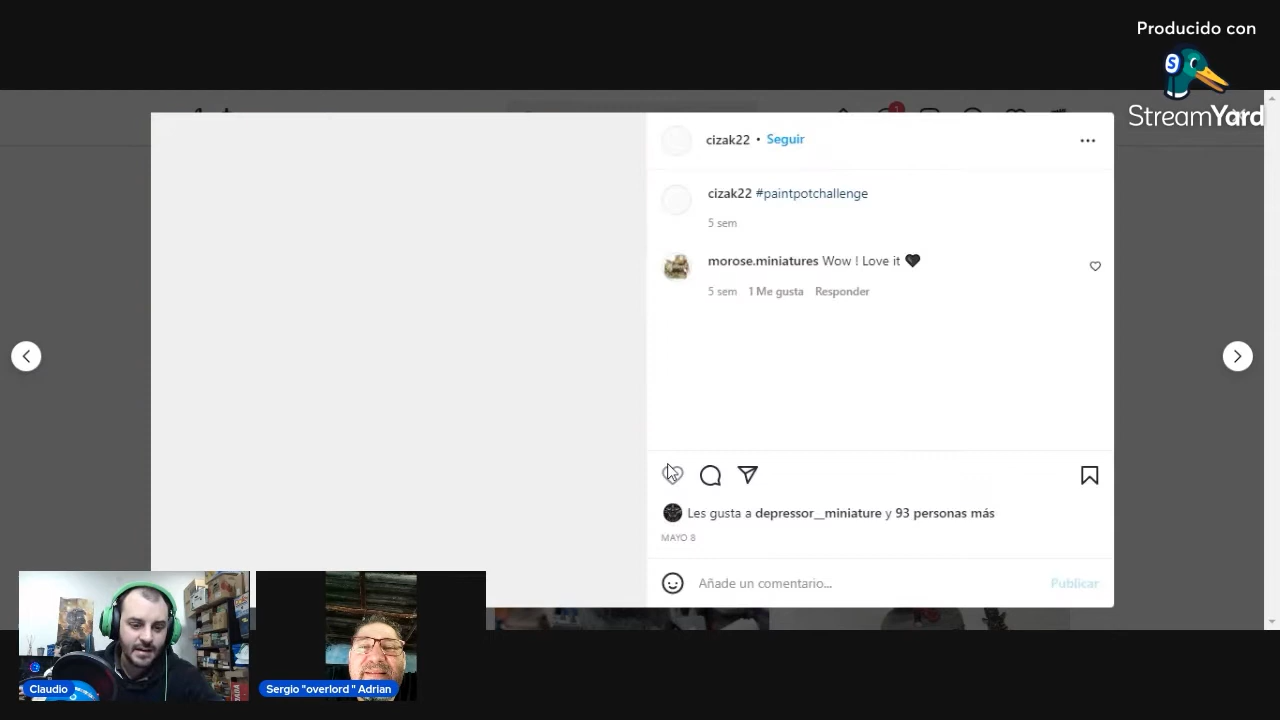 Producido con
StreamYard
1
cizak22 • Seguir
cizak22 #paintpotchallenge
5 sem
morose.miniatures Wow ! Love it 🖤
5 sem 1 Me gusta Responder
Les gusta a depressor__miniature y 93 personas más
MAYO 8
Añade un comentario... Publicar
Claudio
Sergio "overlord " Adrian